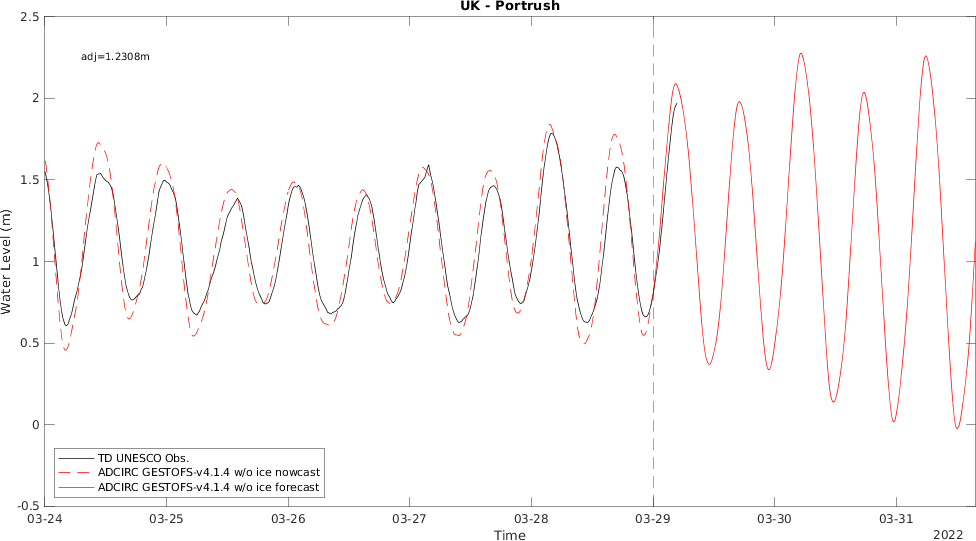 UK - Portrush
adj=1.2308m
2.5
2
1.5
1
0.5
0
-0.5
Water Level (m)
TD UNESCO Obs.
ADCIRC GESTOFS-v4.1.4 w/o ice nowcast
ADCIRC GESTOFS-v4.1.4 w/o ice forecast
03-24 03-25 03-26 03-27 03-28 03-29 03-30 03-31
Time
2022